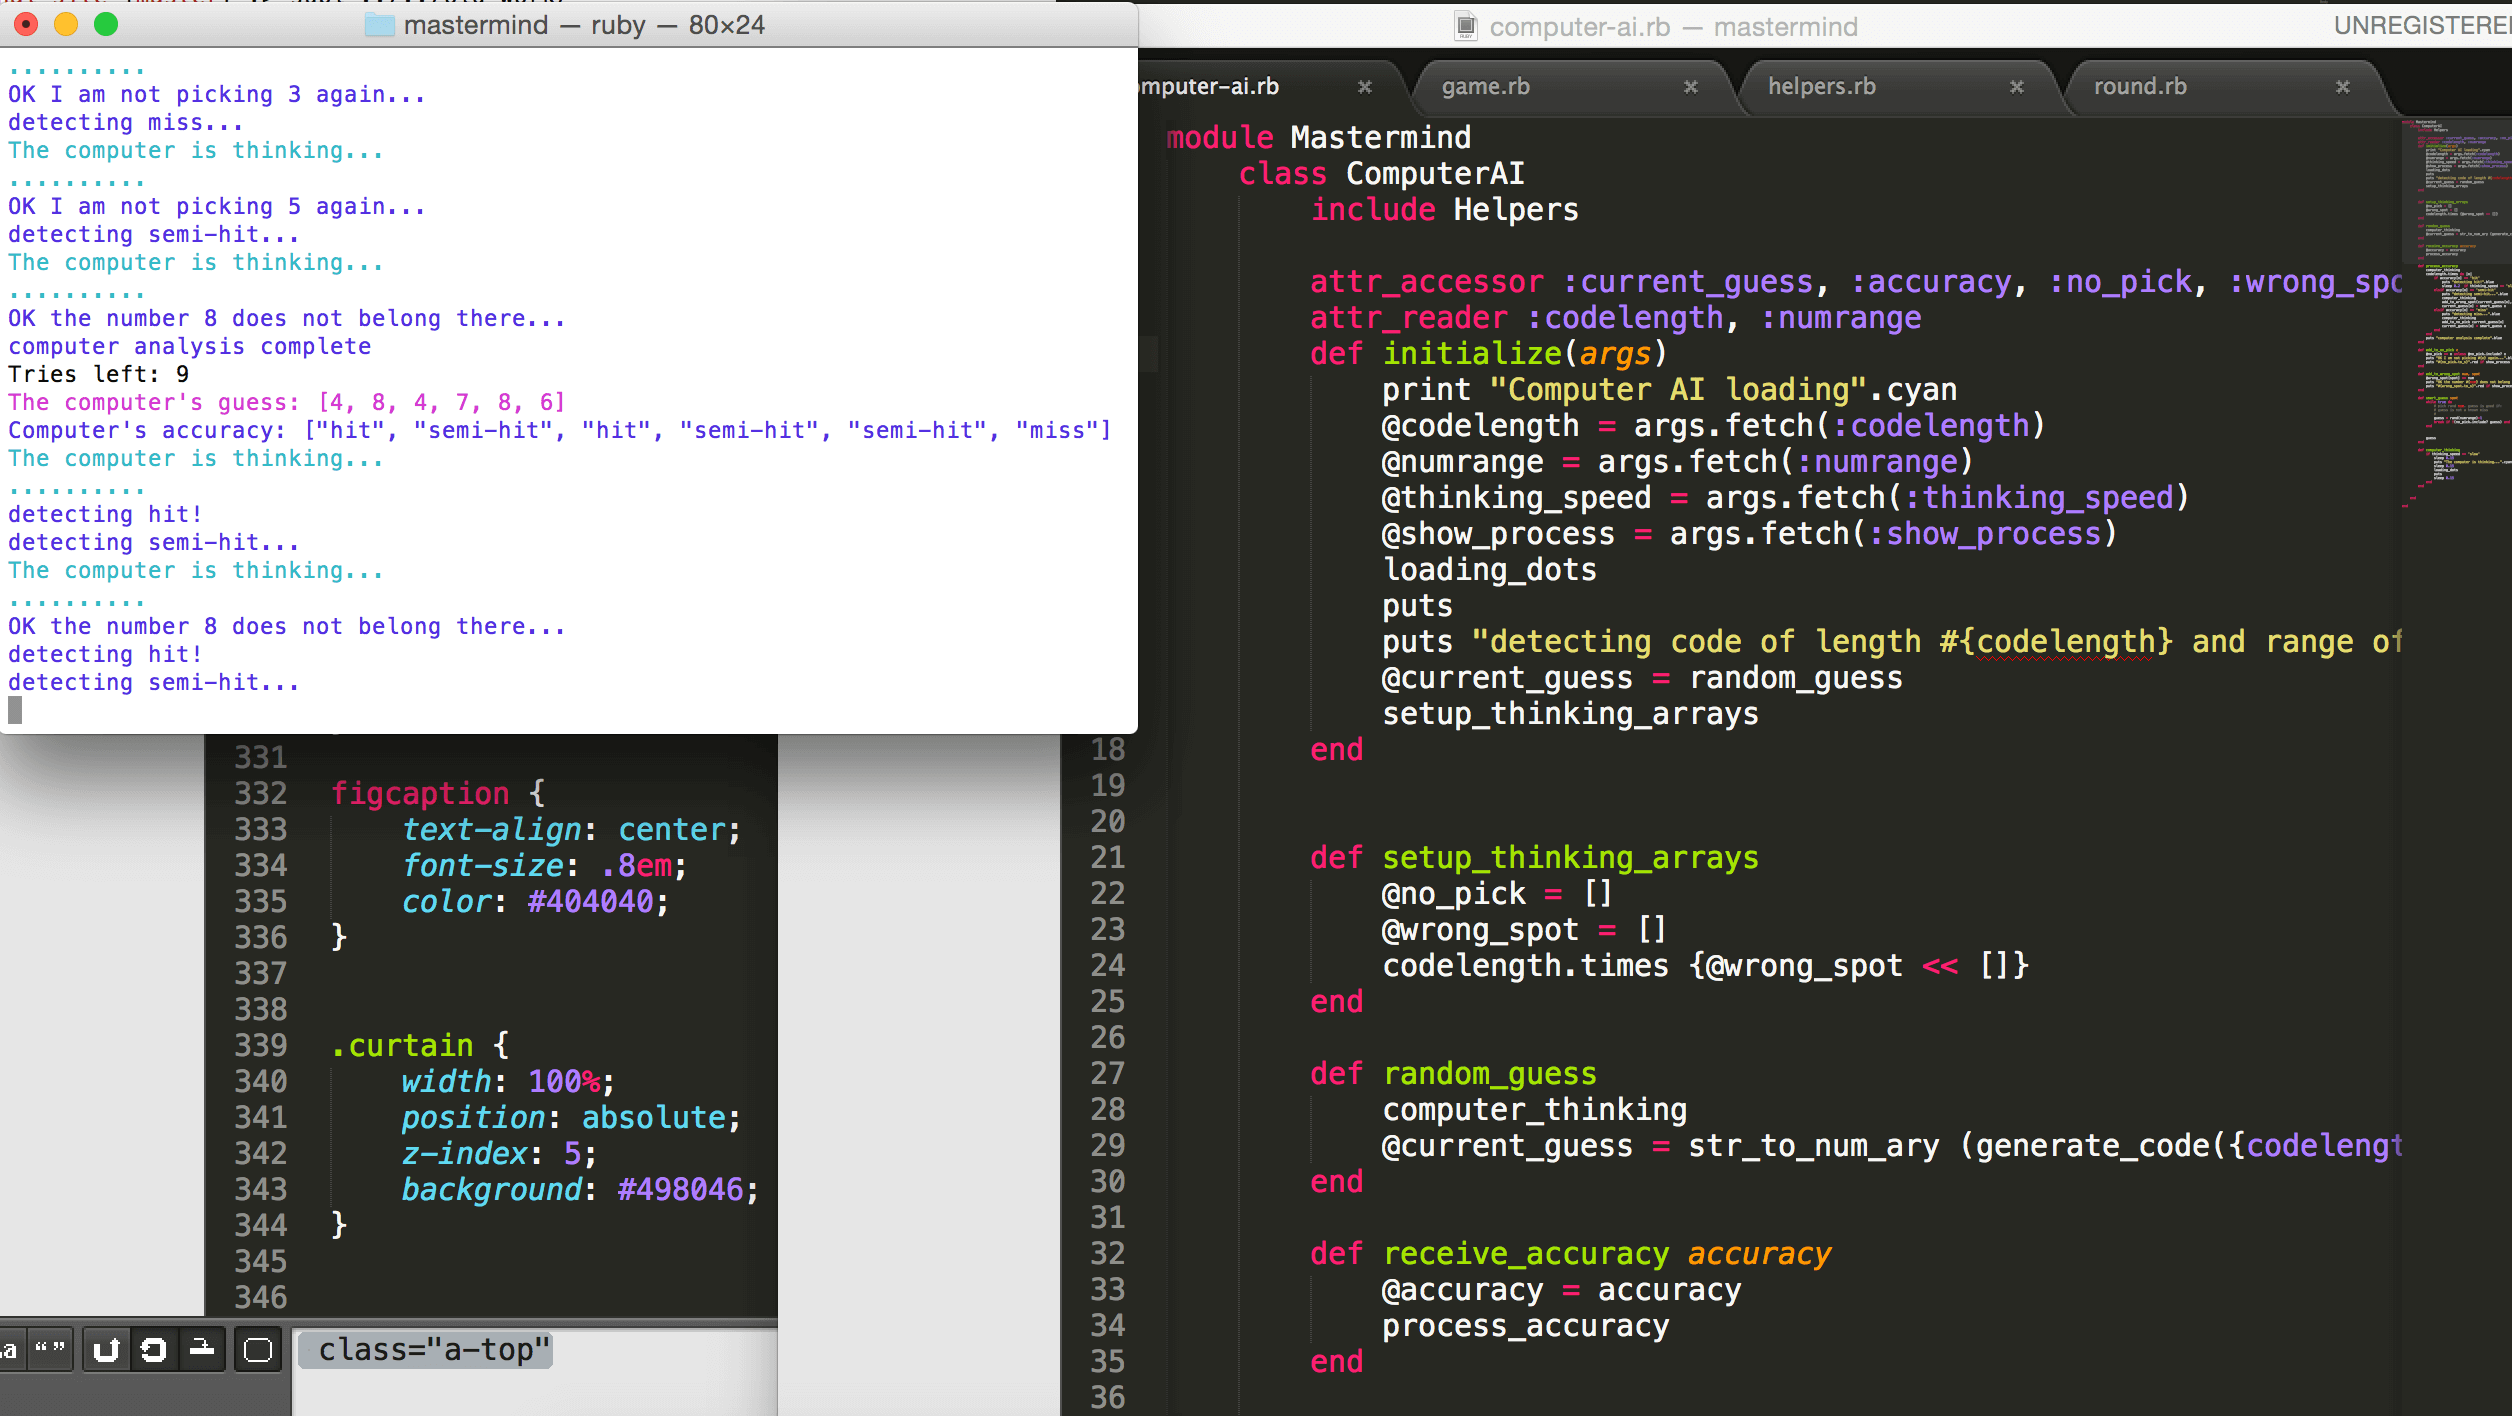 mastermind — ruby — 80×24
..........
OK I am not picking 3 again...
detecting miss...
The computer is thinking...
..........
OK I am not picking 5 again...
detecting semi-hit...
The computer is thinking...
..........
OK the number 8 does not belong there...
computer analysis complete
Tries left: 9
The computer's guess: [4, 8, 4, 7, 8, 6]
Computer's accuracy: ["hit", "semi-hit", "hit", "semi-hit", "semi-hit", "miss"]
The computer is thinking...
..........
detecting hit!
detecting semi-hit...
The computer is thinking...
..........
OK the number 8 does not belong there...
detecting hit!
detecting semi-hit...
331
332 figcaption {
333 text-align: center;
334 font-size: .8em;
335 color: #404040;
336 }
337
338
339 .curtain {
340 width: 100%;
341 position: absolute;
342 z-index: 5;
343 background: #498046;
344 }
345
346
a “ ” class="a-top"
computer-ai.rb — mastermind
UNREGISTERE
omputer-ai.rb × game.rb × helpers.rb × round.rb ×
module Mastermind
class ComputerAI
include Helpers
attr_accessor :current_guess, :accuracy, :no_pick, :wrong_spo
attr_reader :codelength, :numrange
def initialize(args)
print "Computer AI loading".cyan
@codelength = args.fetch(:codelength)
@numrange = args.fetch(:numrange)
@thinking_speed = args.fetch(:thinking_speed)
@show_process = args.fetch(:show_process)
loading_dots
puts
puts "detecting code of length #{codelength} and range of
@current_guess = random_guess
setup_thinking_arrays
18 end
19
20
21 def setup_thinking_arrays
22 @no_pick = []
23 @wrong_spot = []
24 codelength.times {@wrong_spot << []}
25 end
26
27 def random_guess
28 computer_thinking
29 @current_guess = str_to_num_ary (generate_code({codelengt
30 end
31
32 def receive_accuracy accuracy
33 @accuracy = accuracy
34 process_accuracy
35 end
36